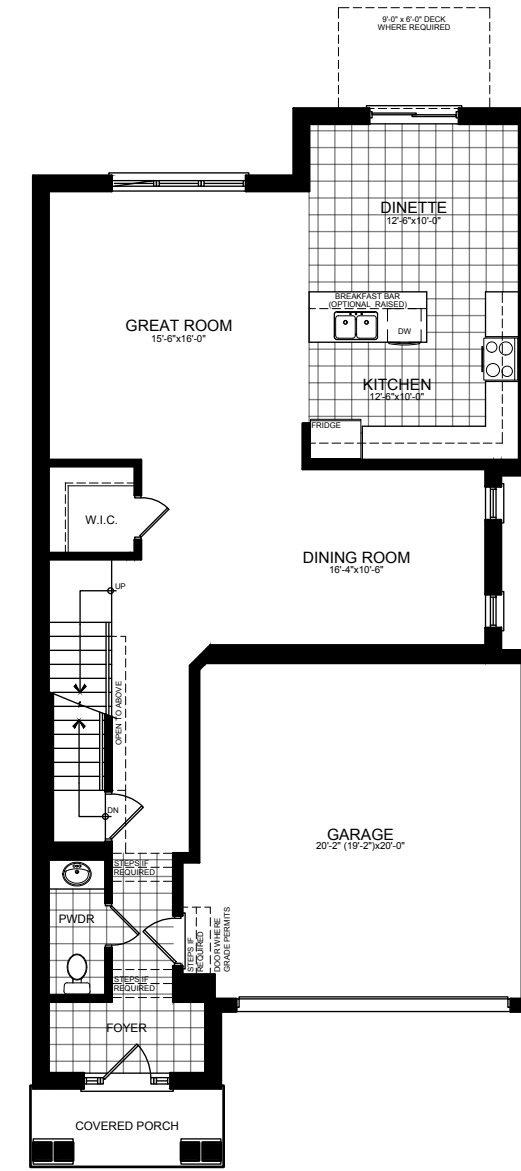 9'-0" x 6'-0" DECK
WHERE REQUIRED
DINETTE
12'-6"x10'-0"
BREAKFAST BAR
(OPTIONAL RAISED)
DW
GREAT ROOM
15'-6"x16'-0"
KITCHEN
12'-6"x10'-0"
FRIDGE
W.I.C.
DINING ROOM
16'-4"x10'-6"
UP
OPEN TO ABOVE
DN
GARAGE
20'-2" (19'-2")x20'-0"
STEPS IF
REQUIRED
PWDR
STEPS IF
REQUIRED
DOOR WHERE
GRADE PERMITS
STEPS IF
REQUIRED
FOYER
COVERED PORCH